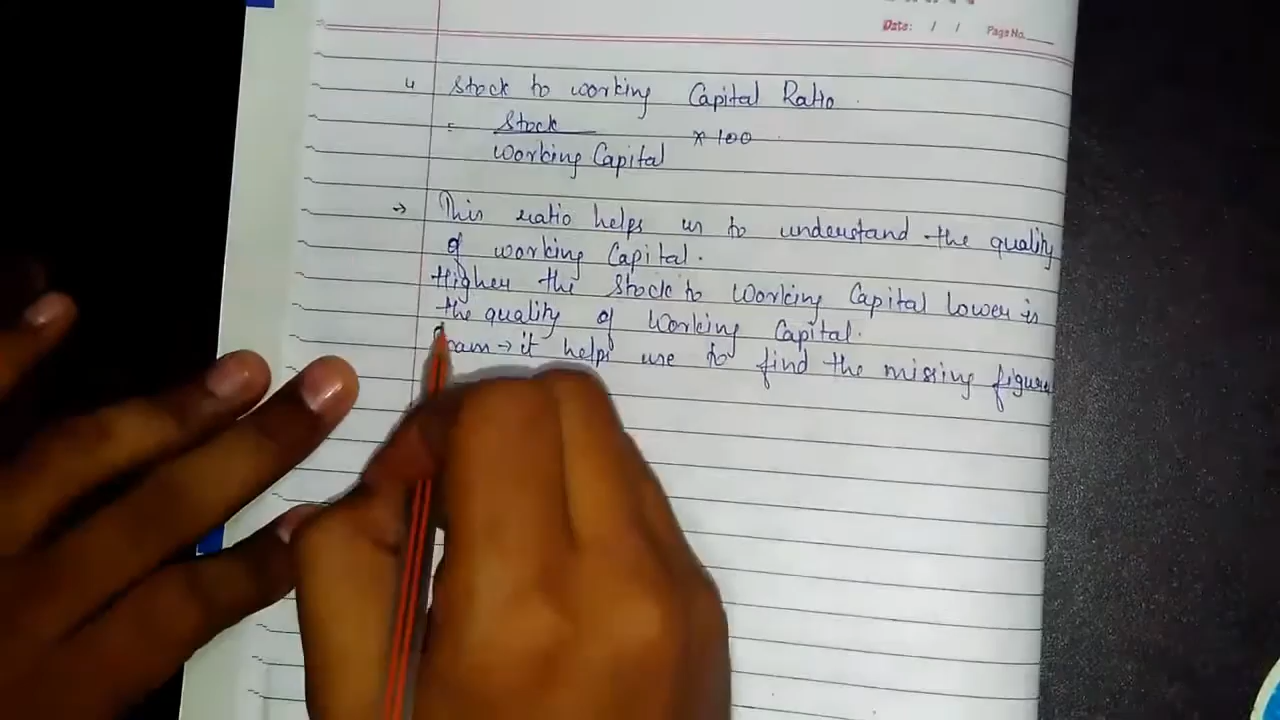 Date: / / Page No.
4 Stock to working Capital Ratio.
= Stock × 100
Working Capital
→ This ratio helps us to understand the quality
of working Capital.
Higher the Stock to Working Capital Lower is
the quality of Working Capital.
→ it helps use to find the missing figure